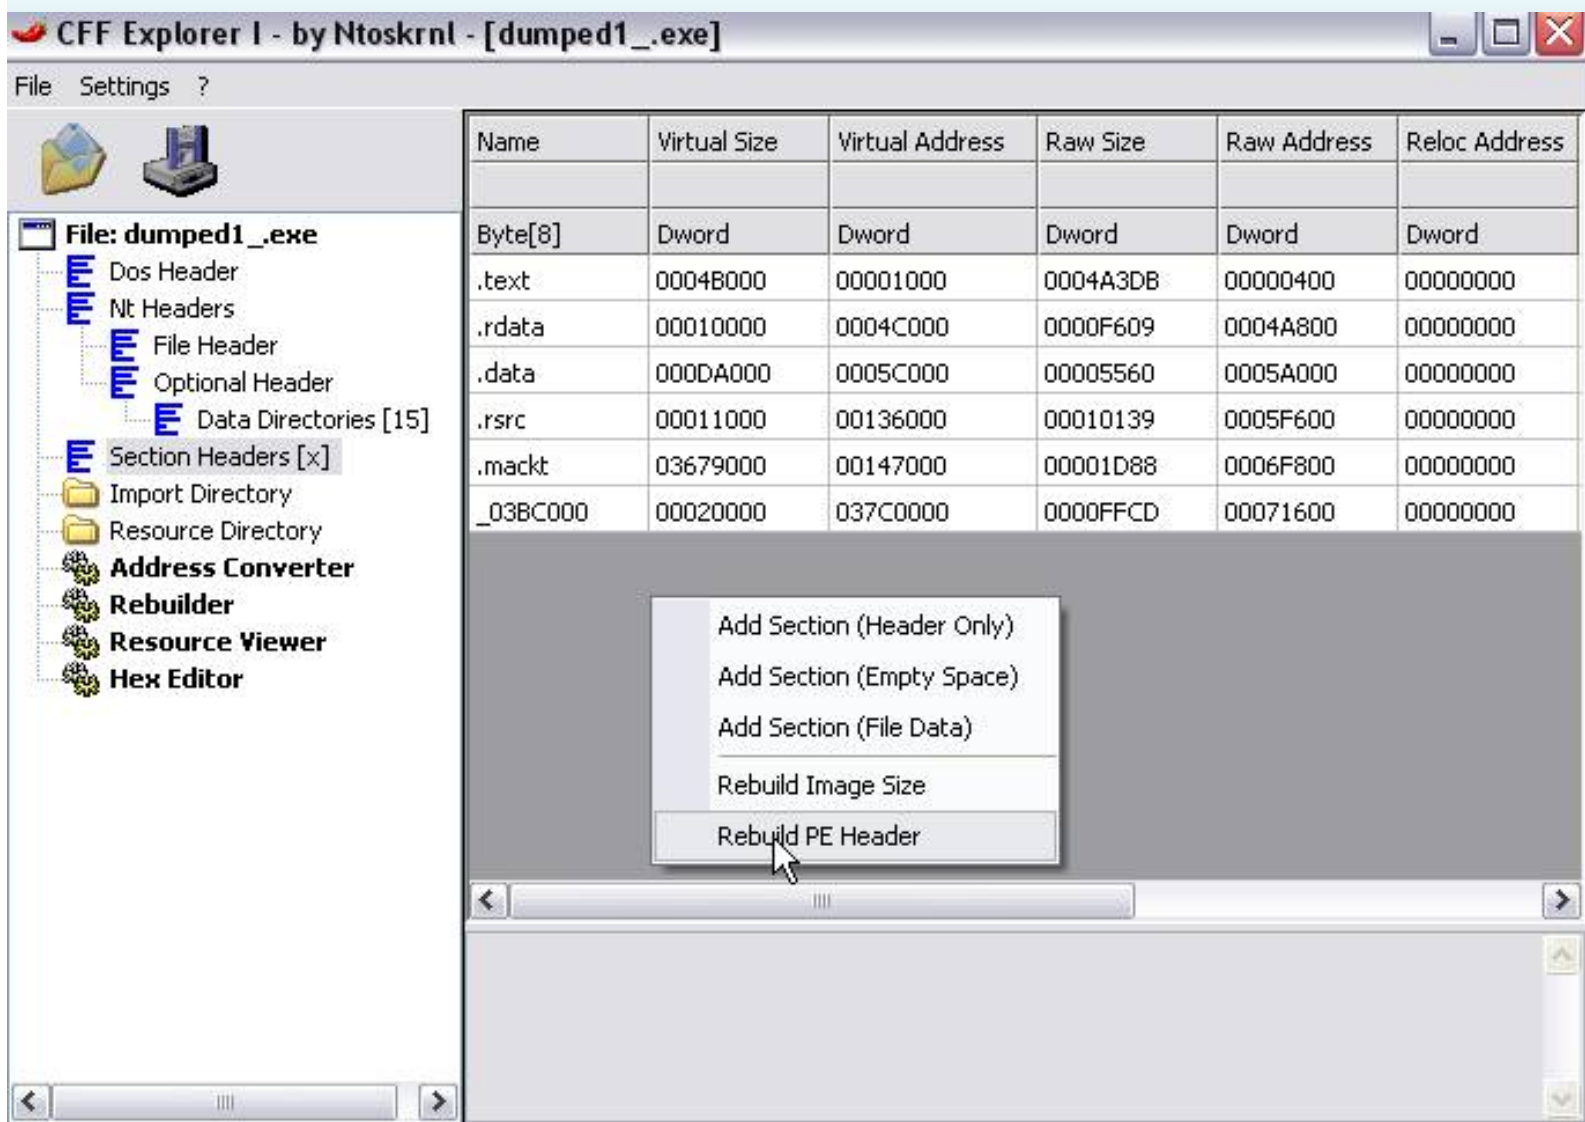 CFF Explorer I - by Ntoskrnl - [dumped1_.exe]
File Settings ?
File: dumped1_.exe
Dos Header
Nt Headers
File Header
Optional Header
Data Directories [15]
Section Headers [x]
Import Directory
Resource Directory
Address Converter
Rebuilder
Resource Viewer
Hex Editor
Name Virtual Size Virtual Address Raw Size Raw Address Reloc Address
Byte[8] Dword Dword Dword Dword Dword
.text 0004B000 00001000 0004A3DB 00000400 00000000
.rdata 00010000 0004C000 0000F609 0004A800 00000000
.data 000DA000 0005C000 00005560 0005A000 00000000
.rsrc 00011000 00136000 00010139 0005F600 00000000
.mackt 03679000 00147000 00001D88 0006F800 00000000
_03BC000 00020000 037C0000 0000FFCD 00071600 00000000
Add Section (Header Only)
Add Section (Empty Space)
Add Section (File Data)
Rebuild Image Size
Rebuild PE Header